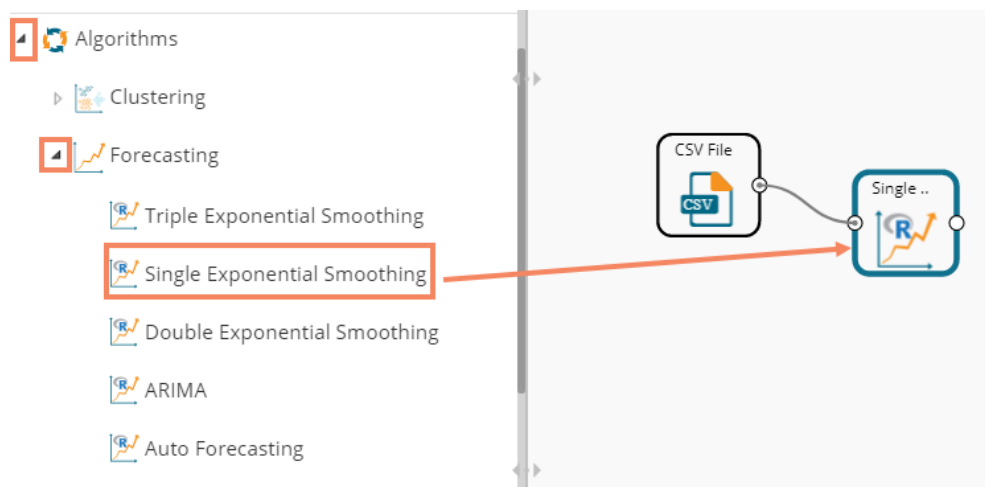 Algorithms
Clustering
Forecasting
Triple Exponential Smoothing
Single Exponential Smoothing
Double Exponential Smoothing
ARIMA
Auto Forecasting
CSV File
CSV
Single ..
R